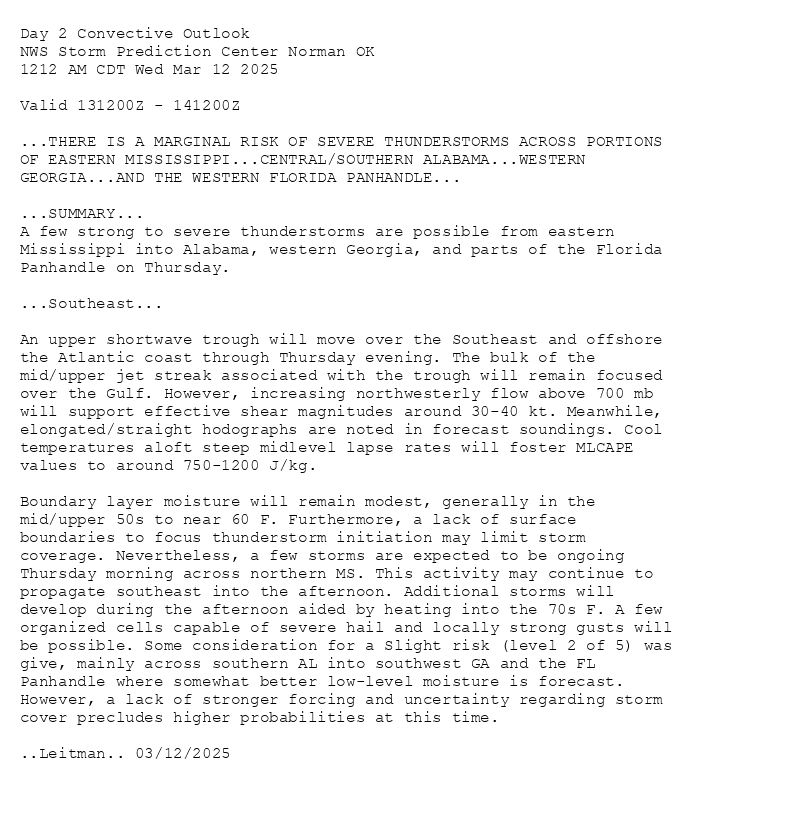 Day 2 Convective Outlook
NWS Storm Prediction Center Norman OK
1212 AM CDT Wed Mar 12 2025
Valid 131200Z - 141200Z
...THERE IS A MARGINAL RISK OF SEVERE THUNDERSTORMS ACROSS PORTIONS
OF EASTERN MISSISSIPPI...CENTRAL/SOUTHERN ALABAMA...WESTERN
GEORGIA...AND THE WESTERN FLORIDA PANHANDLE...
...SUMMARY...
A few strong to severe thunderstorms are possible from eastern
Mississippi into Alabama, western Georgia, and parts of the Florida
Panhandle on Thursday.
...Southeast...
An upper shortwave trough will move over the Southeast and offshore
the Atlantic coast through Thursday evening. The bulk of the
mid/upper jet streak associated with the trough will remain focused
over the Gulf. However, increasing northwesterly flow above 700 mb
will support effective shear magnitudes around 30-40 kt. Meanwhile,
elongated/straight hodographs are noted in forecast soundings. Cool
temperatures aloft steep midlevel lapse rates will foster MLCAPE
values to around 750-1200 J/kg.
Boundary layer moisture will remain modest, generally in the
mid/upper 50s to near 60 F. Furthermore, a lack of surface
boundaries to focus thunderstorm initiation may limit storm
coverage. Nevertheless, a few storms are expected to be ongoing
Thursday morning across northern MS. This activity may continue to
propagate southeast into the afternoon. Additional storms will
develop during the afternoon aided by heating into the 70s F. A few
organized cells capable of severe hail and locally strong gusts will
be possible. Some consideration for a Slight risk (level 2 of 5) was
give, mainly across southern AL into southwest GA and the FL
Panhandle where somewhat better low-level moisture is forecast.
However, a lack of stronger forcing and uncertainty regarding storm
cover precludes higher probabilities at this time.
..Leitman.. 03/12/2025